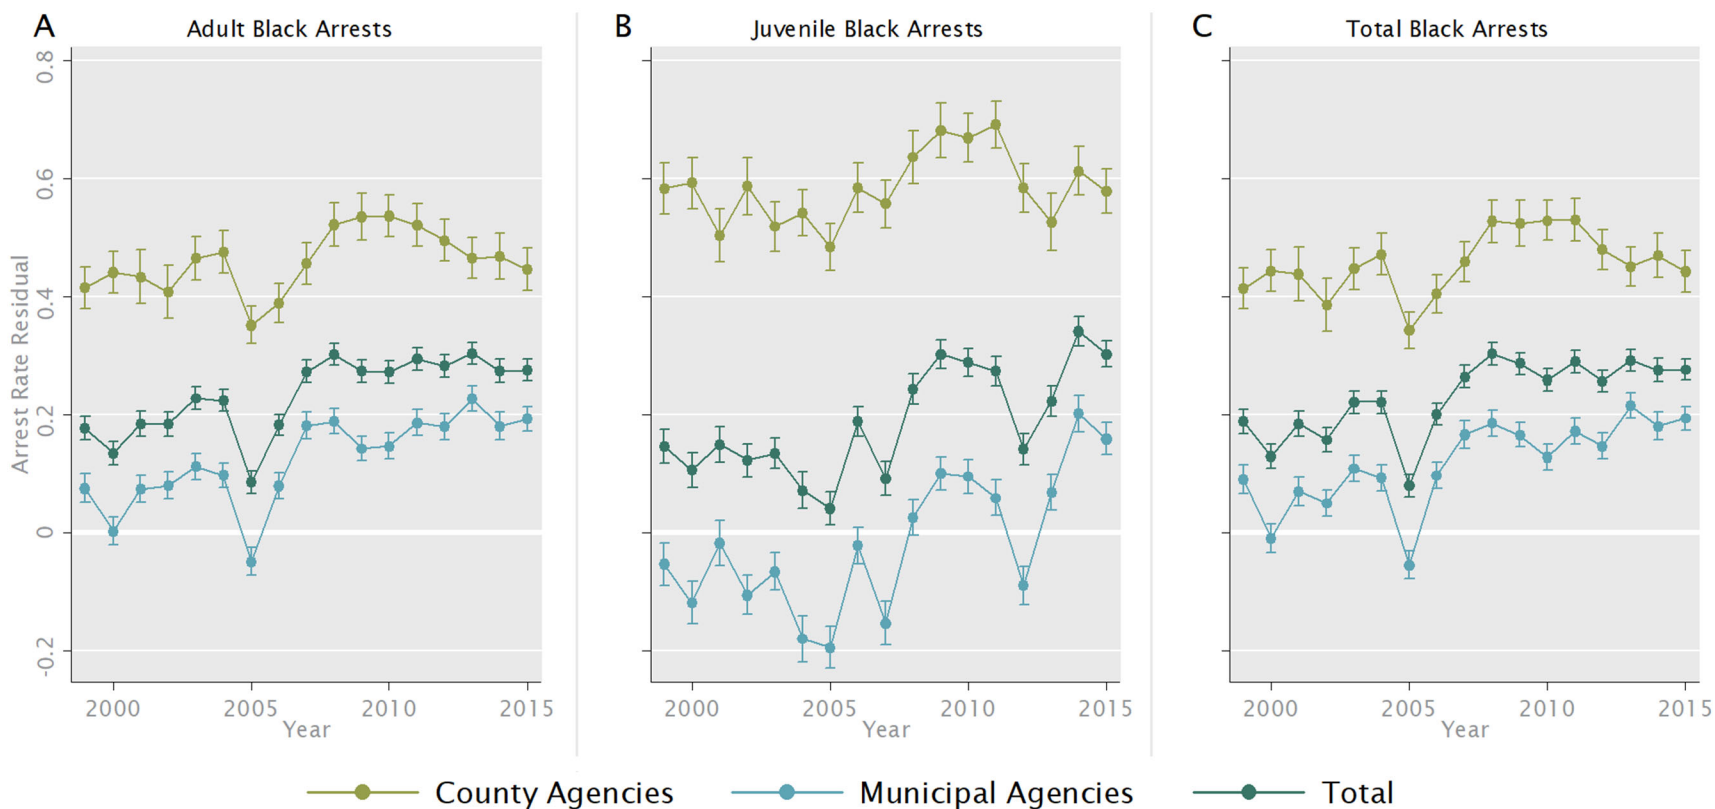 A
Adult Black Arrests
B
Juvenile Black Arrests
C
Total Black Arrests
Arrest Rate Residual
0.8
0.6
0.4
0.2
0
-0.2
2000 2005 2010 2015
Year
2000 2005 2010 2015
Year
2000 2005 2010 2015
Year
County Agencies Municipal Agencies Total